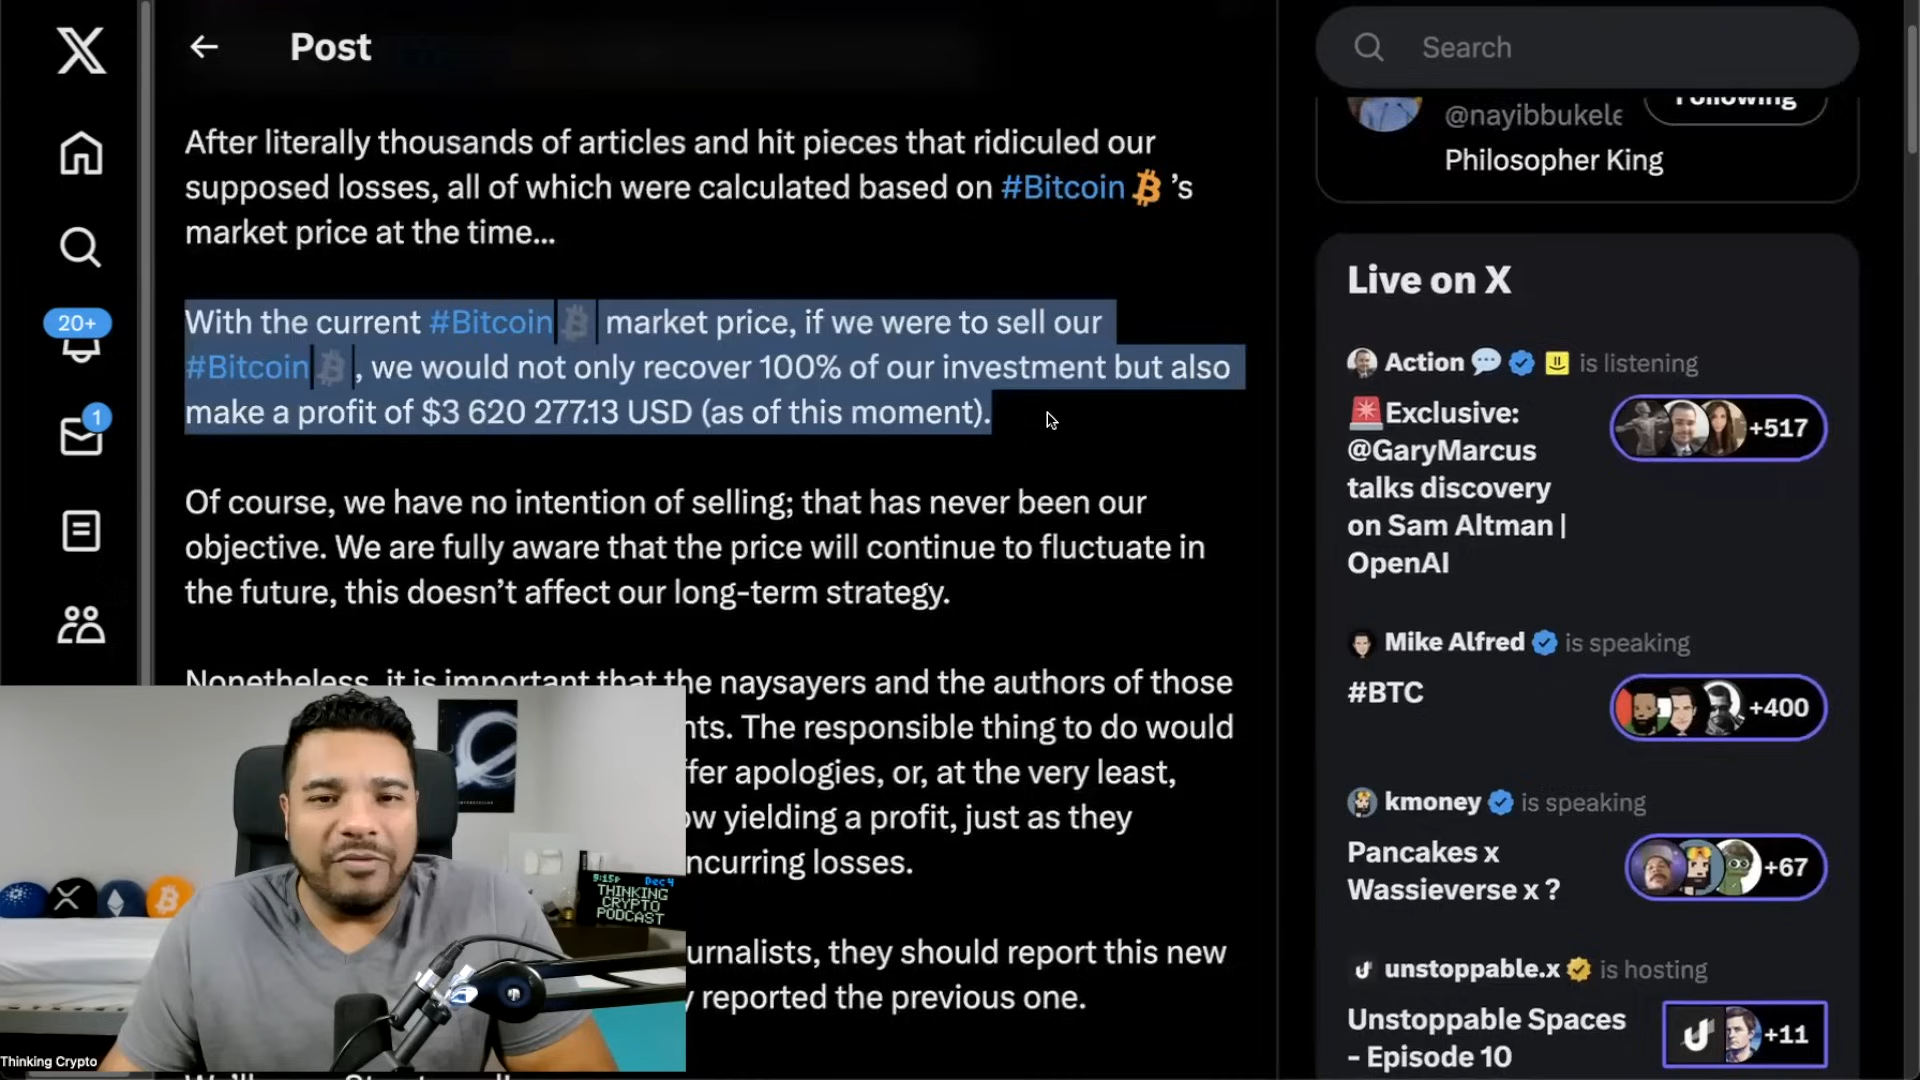 Post
After literally thousands of articles and hit pieces that ridiculed our
supposed losses, all of which were calculated based on #Bitcoin 's
market price at the time...
With the current #Bitcoin market price, if we were to sell our
#Bitcoin , we would not only recover 100% of our investment but also
make a profit of $3 620 277.13 USD (as of this moment).
Of course, we have no intention of selling; that has never been our
objective. We are fully aware that the price will continue to fluctuate in
the future, this doesn’t affect our long-term strategy.
Nonetheless, it is important that the naysayers and the authors of those
nts. The responsible thing to do would
ffer apologies, or, at the very least,
ow yielding a profit, just as they
ncurring losses.
urnalists, they should report this new
y reported the previous one.
20+
1
5:15P Dec 4
THINKING
CRYPTO
PODCAST
Thinking Crypto
Search
@nayibbukele
Following
Philosopher King
Live on X
Action is listening
Exclusive:
@GaryMarcus
talks discovery
on Sam Altman |
OpenAI
+517
Mike Alfred is speaking
#BTC
+400
kmoney is speaking
Pancakes x
Wassieverse x ?
+67
unstoppable.x is hosting
Unstoppable Spaces
- Episode 10
+11